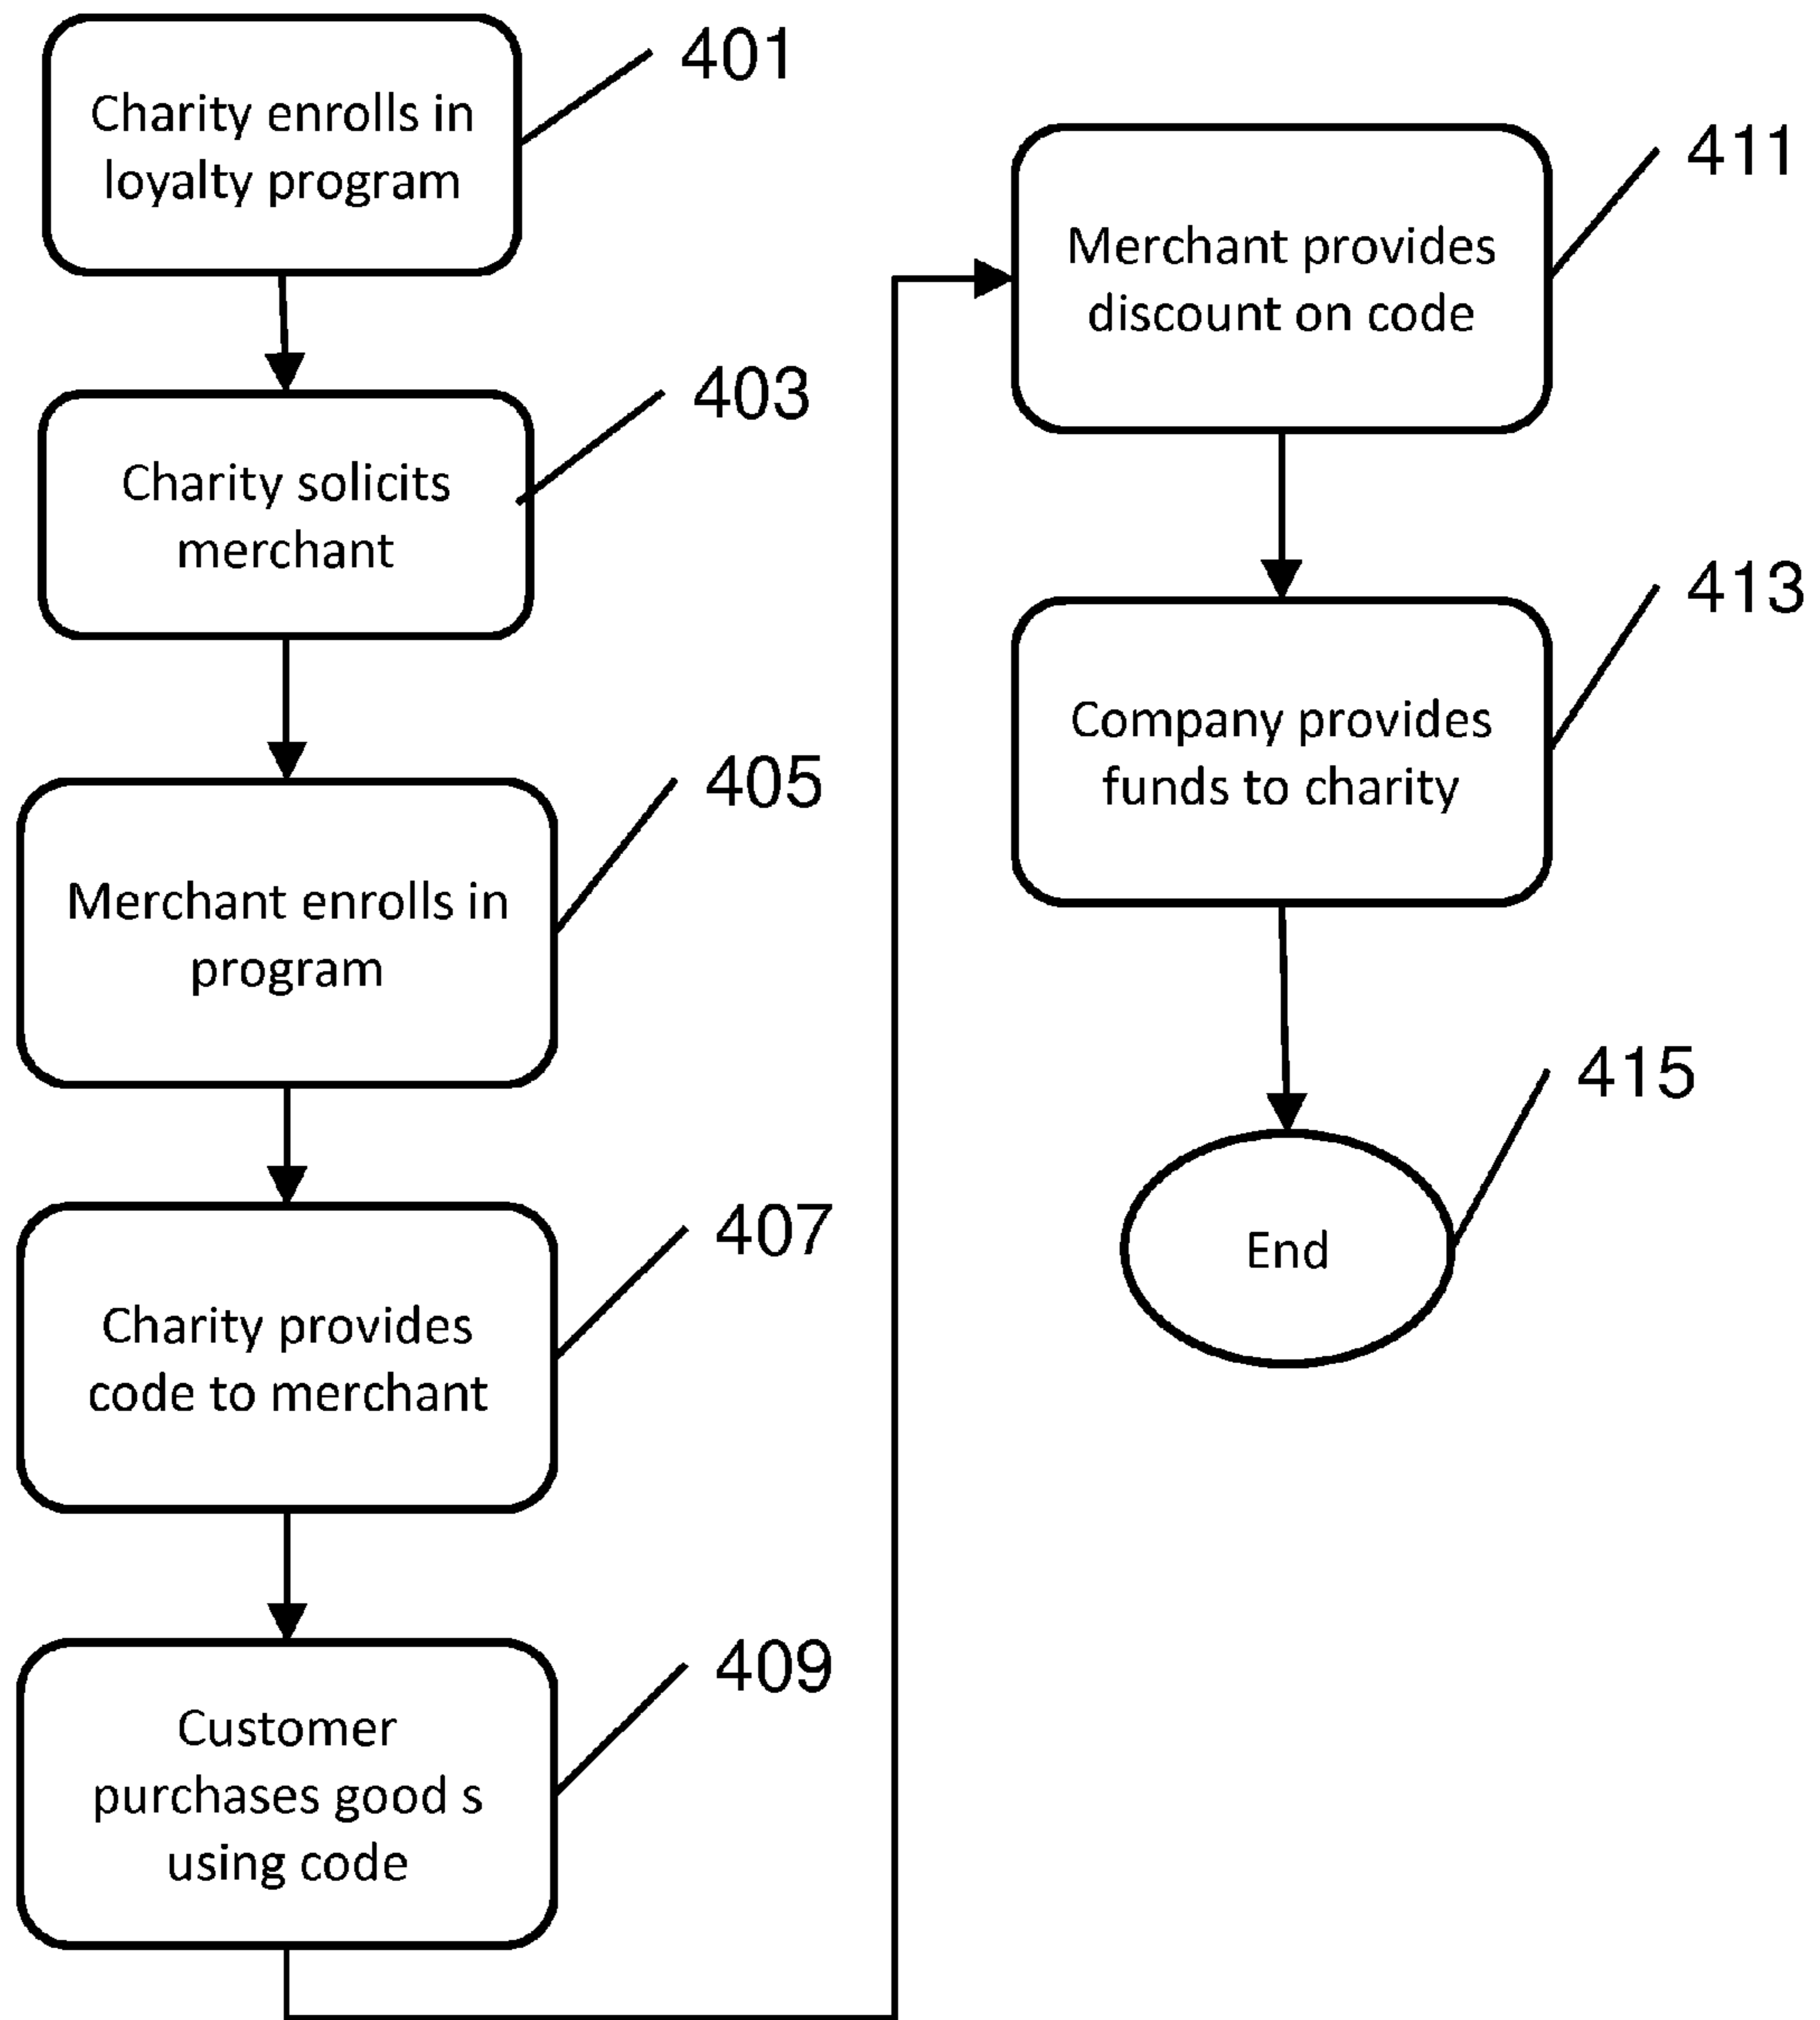 401
Charity enrolls in
loyalty program
403
Charity solicits
merchant
405
Merchant enrolls in
program
407
Charity provides
code to merchant
409
Customer
purchases good s
using code
411
Merchant provides
discount on code
413
Company provides
funds to charity
415
End